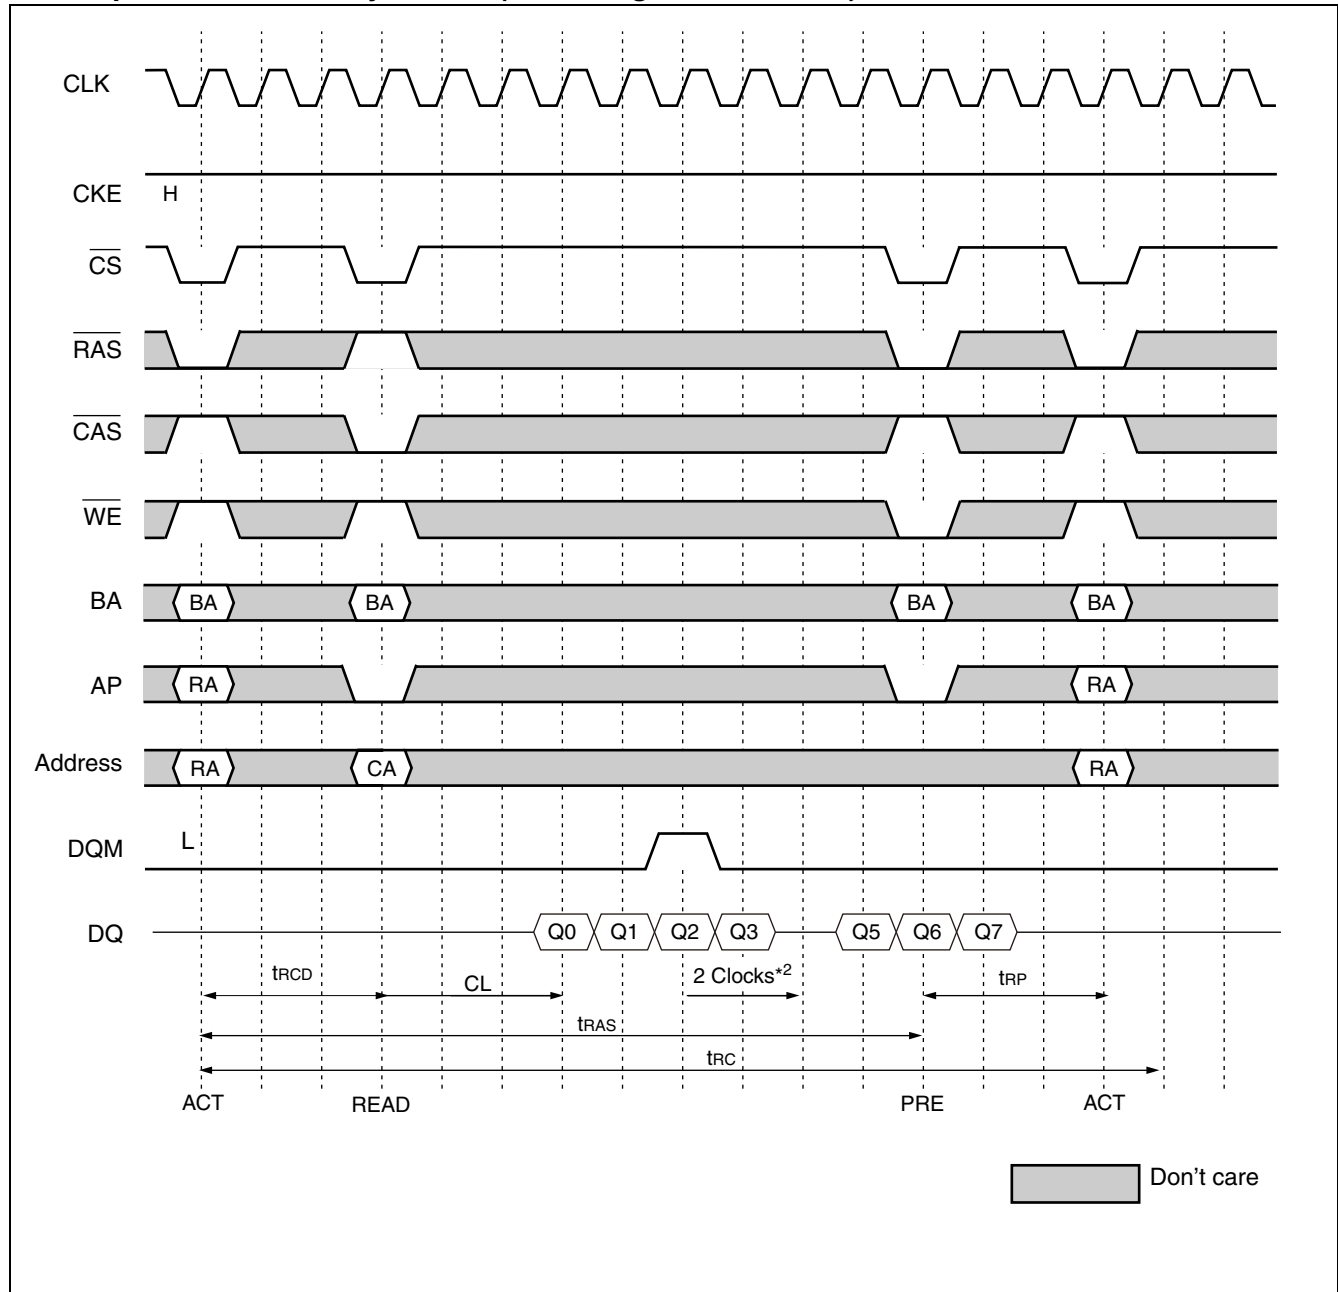 CLK
CKE H
CS
RAS
CAS
WE
BA BA BA BA BA
AP RA RA
Address RA CA RA
DQM L
DQ Q0 Q1 Q2 Q3 Q5 Q6 Q7
tRCD CL 2 Clocks*2 tRP
tRAS
tRC
ACT READ PRE ACT
Don't care